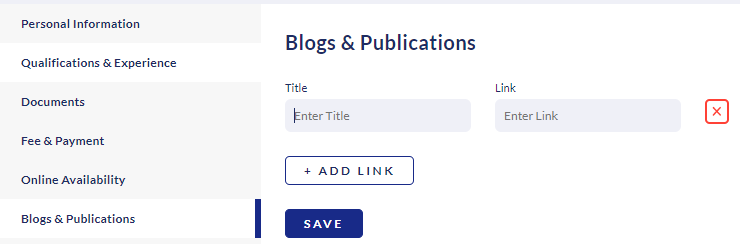 Personal Information
Qualifications & Experience
Documents
Fee & Payment
Online Availability
Blogs & Publications
Blogs & Publications
Title
Link
Enter Title
Enter Link
+ ADD LINK
SAVE